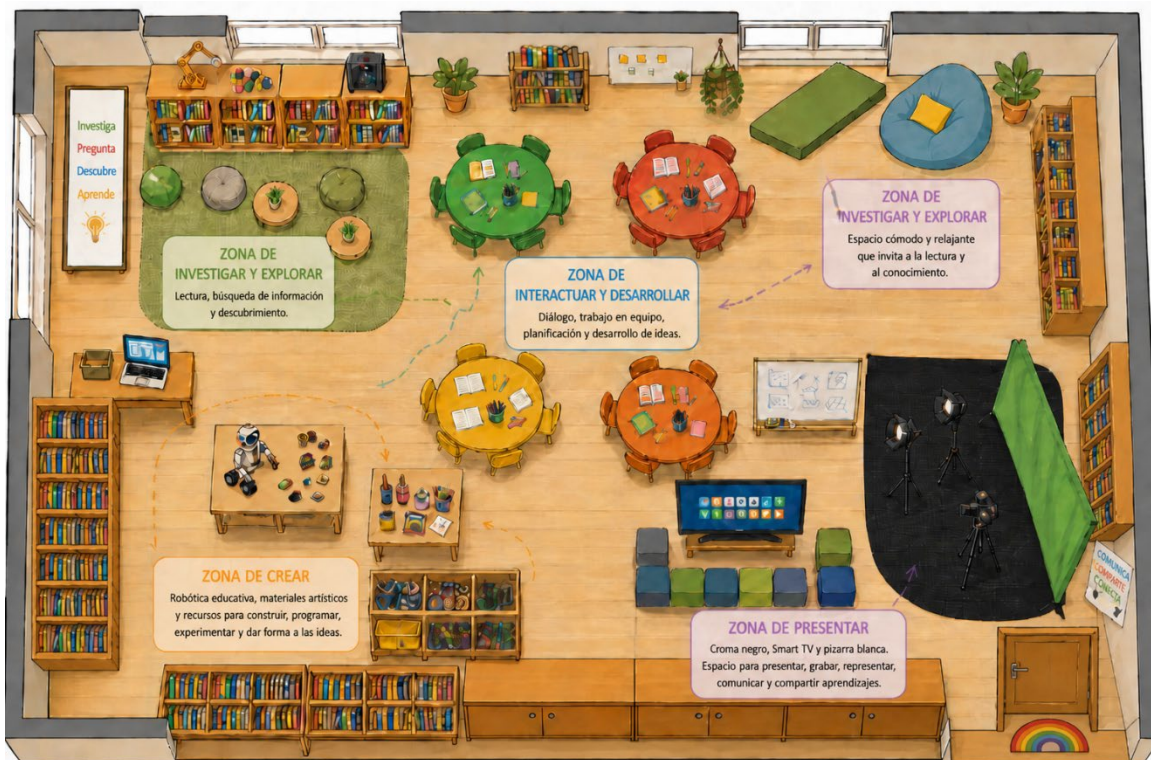 Investiga
Pregunta
Descubre
Aprende
ZONA DE
INVESTIGAR Y EXPLORAR
Lectura, búsqueda de información
y descubrimiento.
ZONA DE
INTERACTUAR Y DESARROLLAR
Diálogo, trabajo en equipo,
planificación y desarrollo de ideas.
ZONA DE
INVESTIGAR Y EXPLORAR
Espacio cómodo y relajante
que invita a la lectura y
al conocimiento.
ZONA DE CREAR
Robótica educativa, materiales artísticos
y recursos para construir, programar,
experimentar y dar forma a las ideas.
ZONA DE PRESENTAR
Croma negro, Smart TV y pizarra blanca.
Espacio para presentar, grabar, representar,
comunicar y compartir aprendizajes.
COMUNICA
COMPARTE
CONECTA